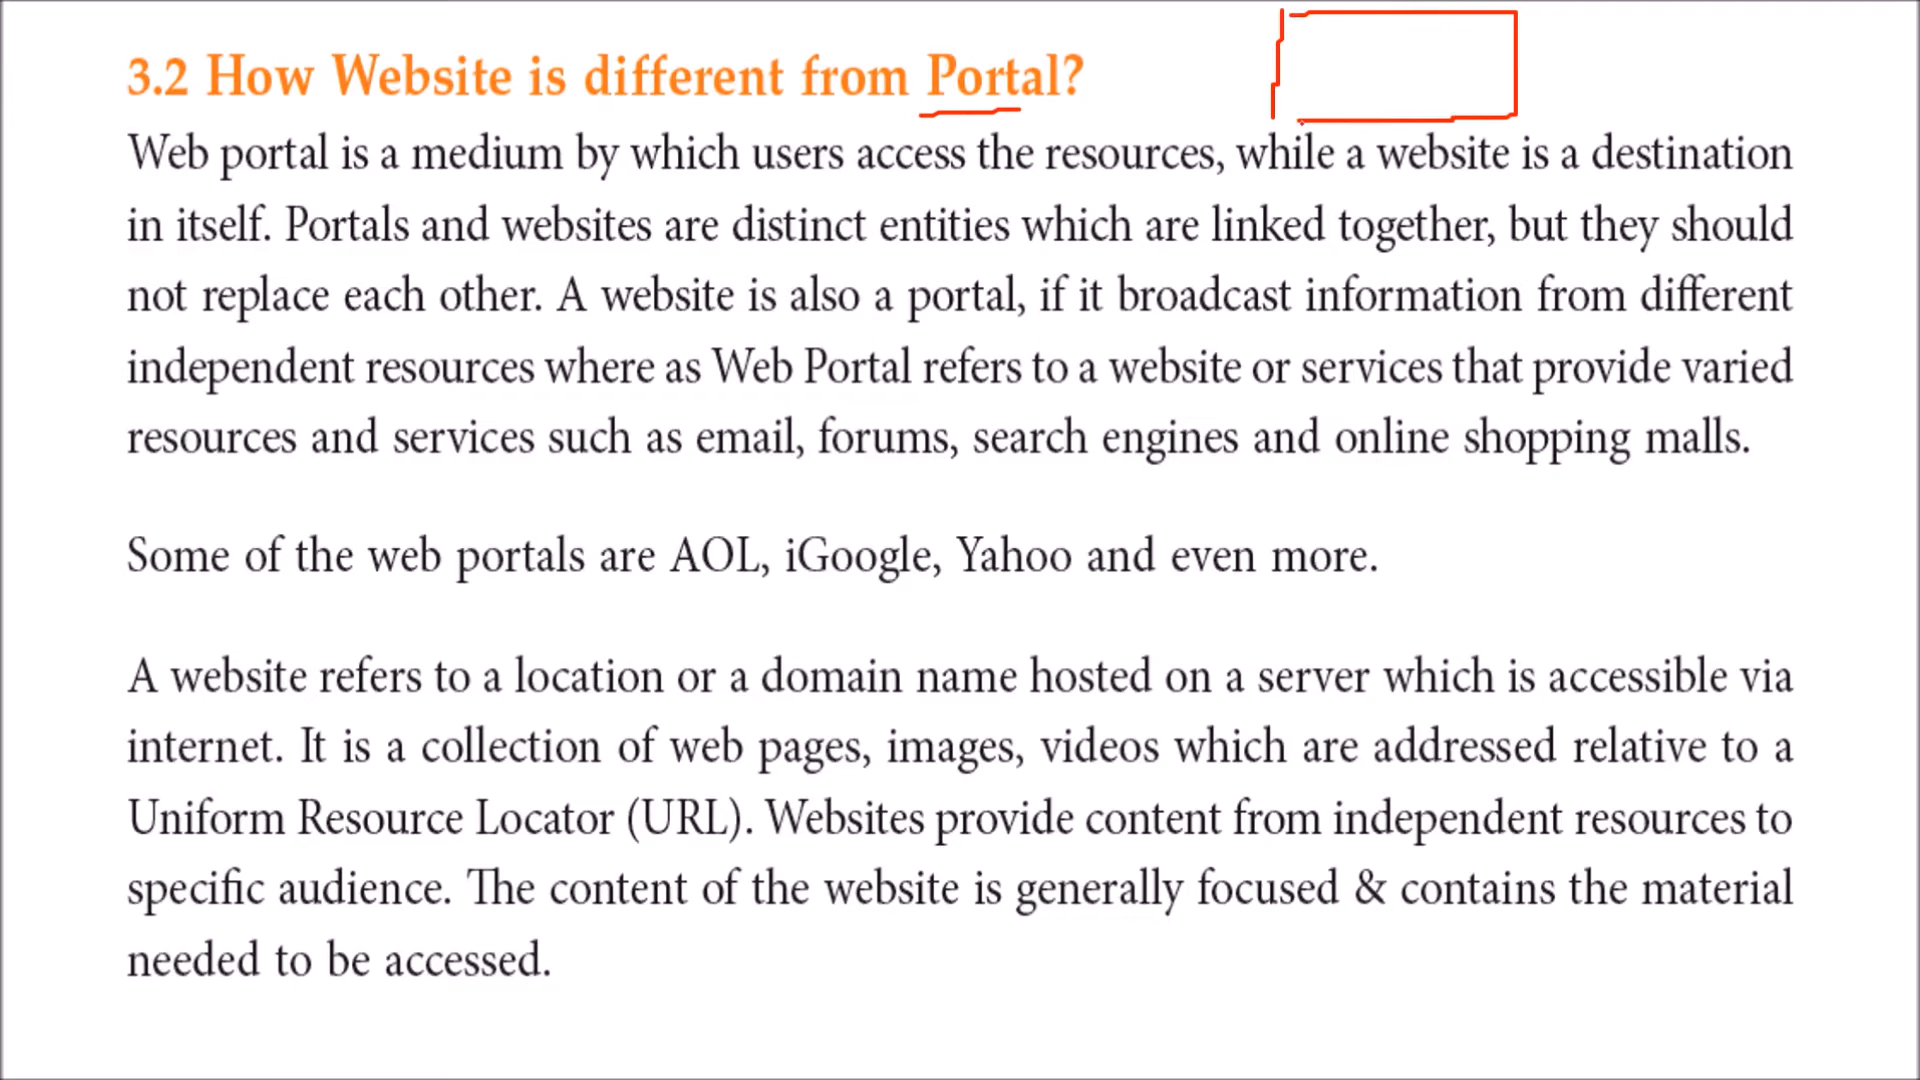 3.2 How Website is different from Portal?
Web portal is a medium by which users access the resources, while a website is a destination
in itself. Portals and websites are distinct entities which are linked together, but they should
not replace each other. A website is also a portal, if it broadcast information from different
independent resources where as Web Portal refers to a website or services that provide varied
resources and services such as email, forums, search engines and online shopping malls.
Some of the web portals are AOL, iGoogle, Yahoo and even more.
A website refers to a location or a domain name hosted on a server which is accessible via
internet. It is a collection of web pages, images, videos which are addressed relative to a
Uniform Resource Locator (URL). Websites provide content from independent resources to
specific audience. The content of the website is generally focused & contains the material
needed to be accessed.